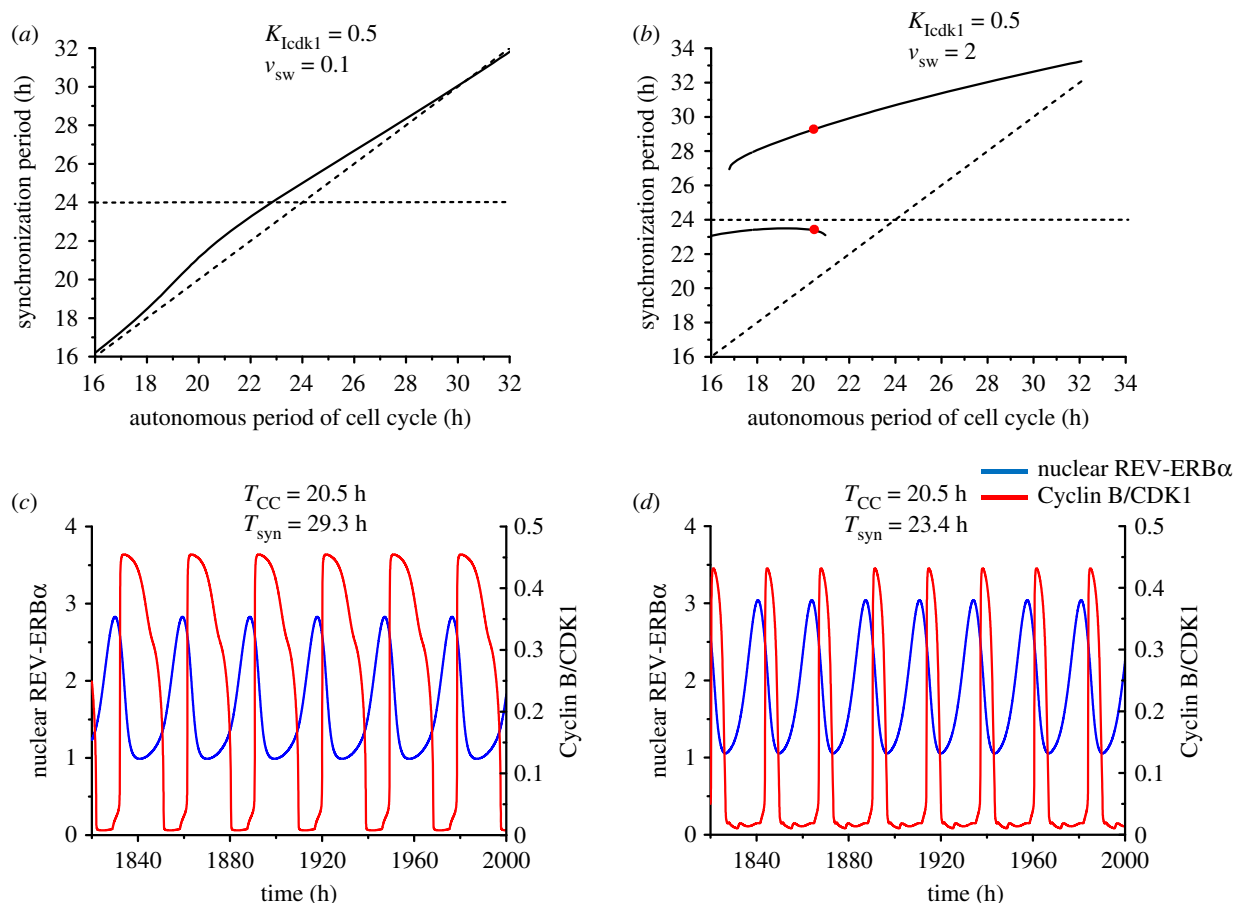 (a)
K_Icdk1 = 0.5
v_sw = 0.1
synchronization period (h)
32
30
28
26
24
22
20
18
16
16 18 20 22 24 26 28 30 32
autonomous period of cell cycle (h)
(b)
K_Icdk1 = 0.5
v_sw = 2
synchronization period (h)
34
32
30
28
26
24
22
20
18
16
16 18 20 22 24 26 28 30 32 34
autonomous period of cell cycle (h)
nuclear REV-ERBα
Cyclin B/CDK1
(c)
T_CC = 20.5 h
T_syn = 29.3 h
nuclear REV-ERBα
4
3
2
1
0
0.5
0.4
0.3
0.2
0.1
0
Cyclin B/CDK1
1840 1880 1920 1960 2000
time (h)
(d)
T_CC = 20.5 h
T_syn = 23.4 h
nuclear REV-ERBα
4
3
2
1
0
0.5
0.4
0.3
0.2
0.1
0
Cyclin B/CDK1
1840 1880 1920 1960 2000
time (h)